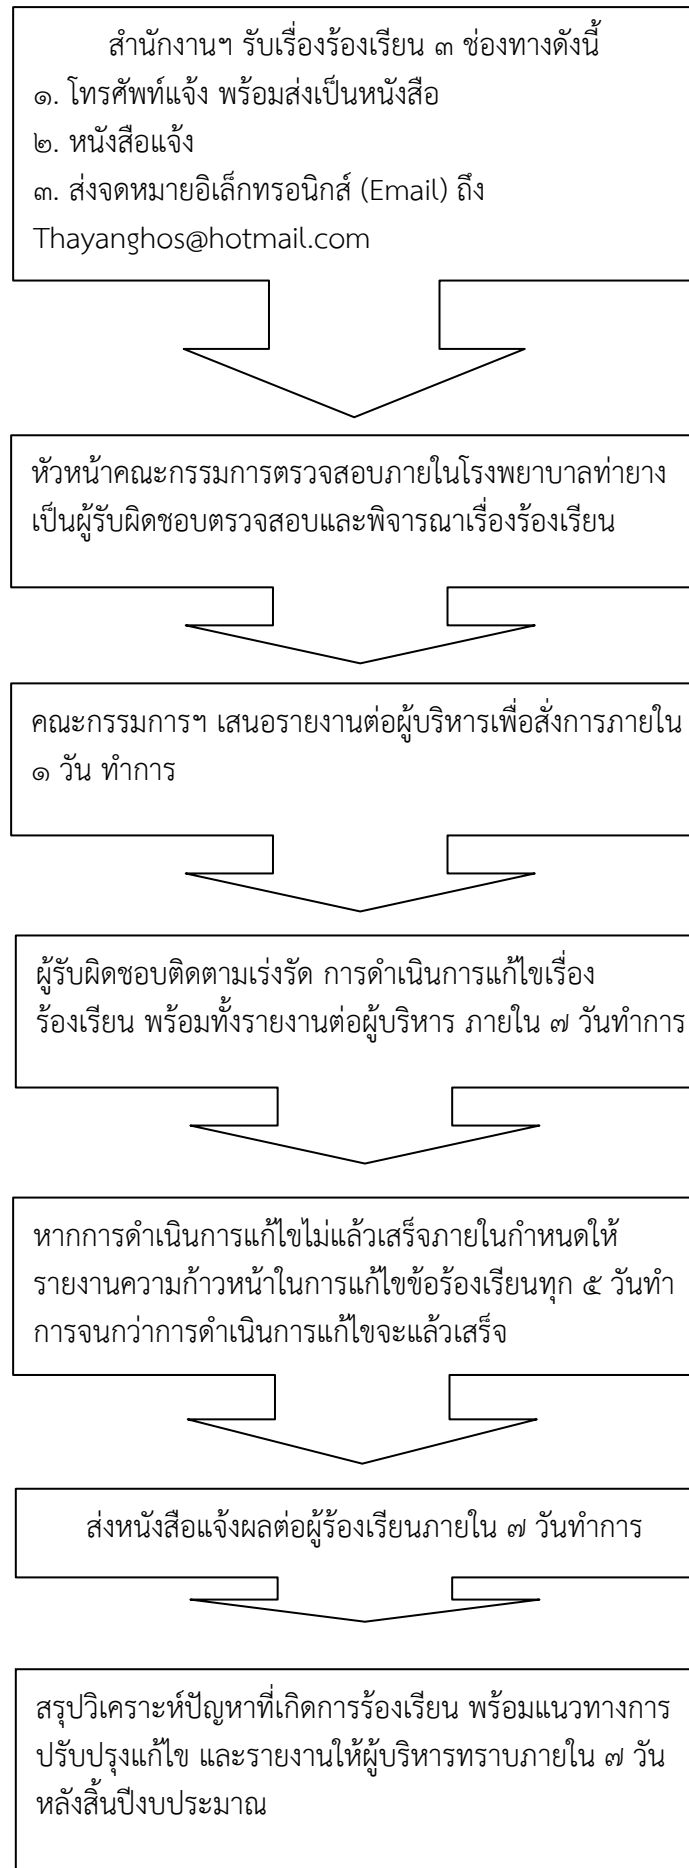 สำนักงานฯ รับเรื่องร้องเรียน ๓ ช่องทางดังนี้
๑. โทรศัพท์แจ้ง พร้อมส่งเป็นหนังสือ
๒. หนังสือแจ้ง
๓. ส่งจดหมายอิเล็กทรอนิกส์ (Email) ถึง
Thayanghos@hotmail.com
หัวหน้าคณะกรรมการตรวจสอบภายในโรงพยาบาลท่ายาง
เป็นผู้รับผิดชอบตรวจสอบและพิจารณาเรื่องร้องเรียน
คณะกรรมการฯ เสนอรายงานต่อผู้บริหารเพื่อสั่งการภายใน
๑ วัน ทำการ
ผู้รับผิดชอบติดตามเร่งรัด การดำเนินการแก้ไขเรื่อง
ร้องเรียน พร้อมทั้งรายงานต่อผู้บริหาร ภายใน ๗ วันทำการ
หากการดำเนินการแก้ไขไม่แล้วเสร็จภายในกำหนดให้
รายงานความก้าวหน้าในการแก้ไขข้อร้องเรียนทุก ๕ วันทำ
การจนกว่าการดำเนินการแก้ไขจะแล้วเสร็จ
ส่งหนังสือแจ้งผลต่อผู้ร้องเรียนภายใน ๗ วันทำการ
สรุปวิเคราะห์ปัญหาที่เกิดการร้องเรียน พร้อมแนวทางการ
ปรับปรุงแก้ไข และรายงานให้ผู้บริหารทราบภายใน ๗ วัน
หลังสิ้นปีงบประมาณ